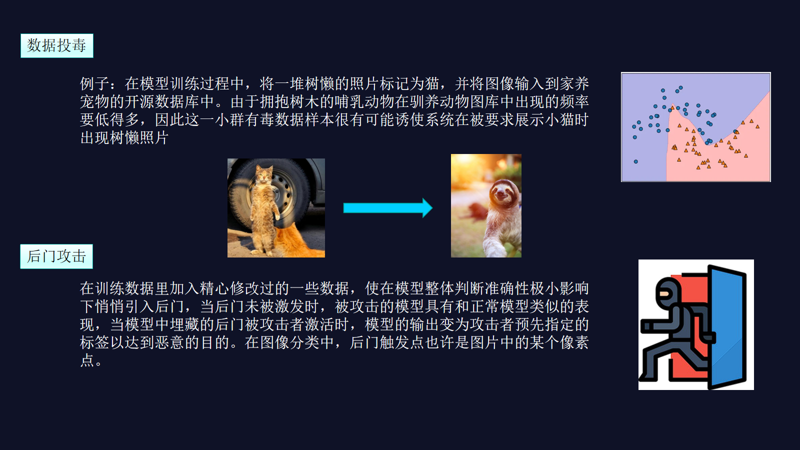 数据投毒
例子：在模型训练过程中，将一堆树懒的照片标记为猫，并将图像输入到家养
宠物的开源数据库中。由于拥抱树木的哺乳动物在驯养动物图库中出现的频率
要低得多，因此这一小群有毒数据样本很有可能诱使系统在被要求展示小猫时
出现树懒照片
后门攻击
在训练数据里加入精心修改过的一些数据，使在模型整体判断准确性极小影响
下悄悄引入后门，当后门未被激发时，被攻击的模型具有和正常模型类似的表
现，当模型中埋藏的后门被攻击者激活时，模型的输出变为攻击者预先指定的
标签以达到恶意的目的。在图像分类中，后门触发点也许是图片中的某个像素
点。